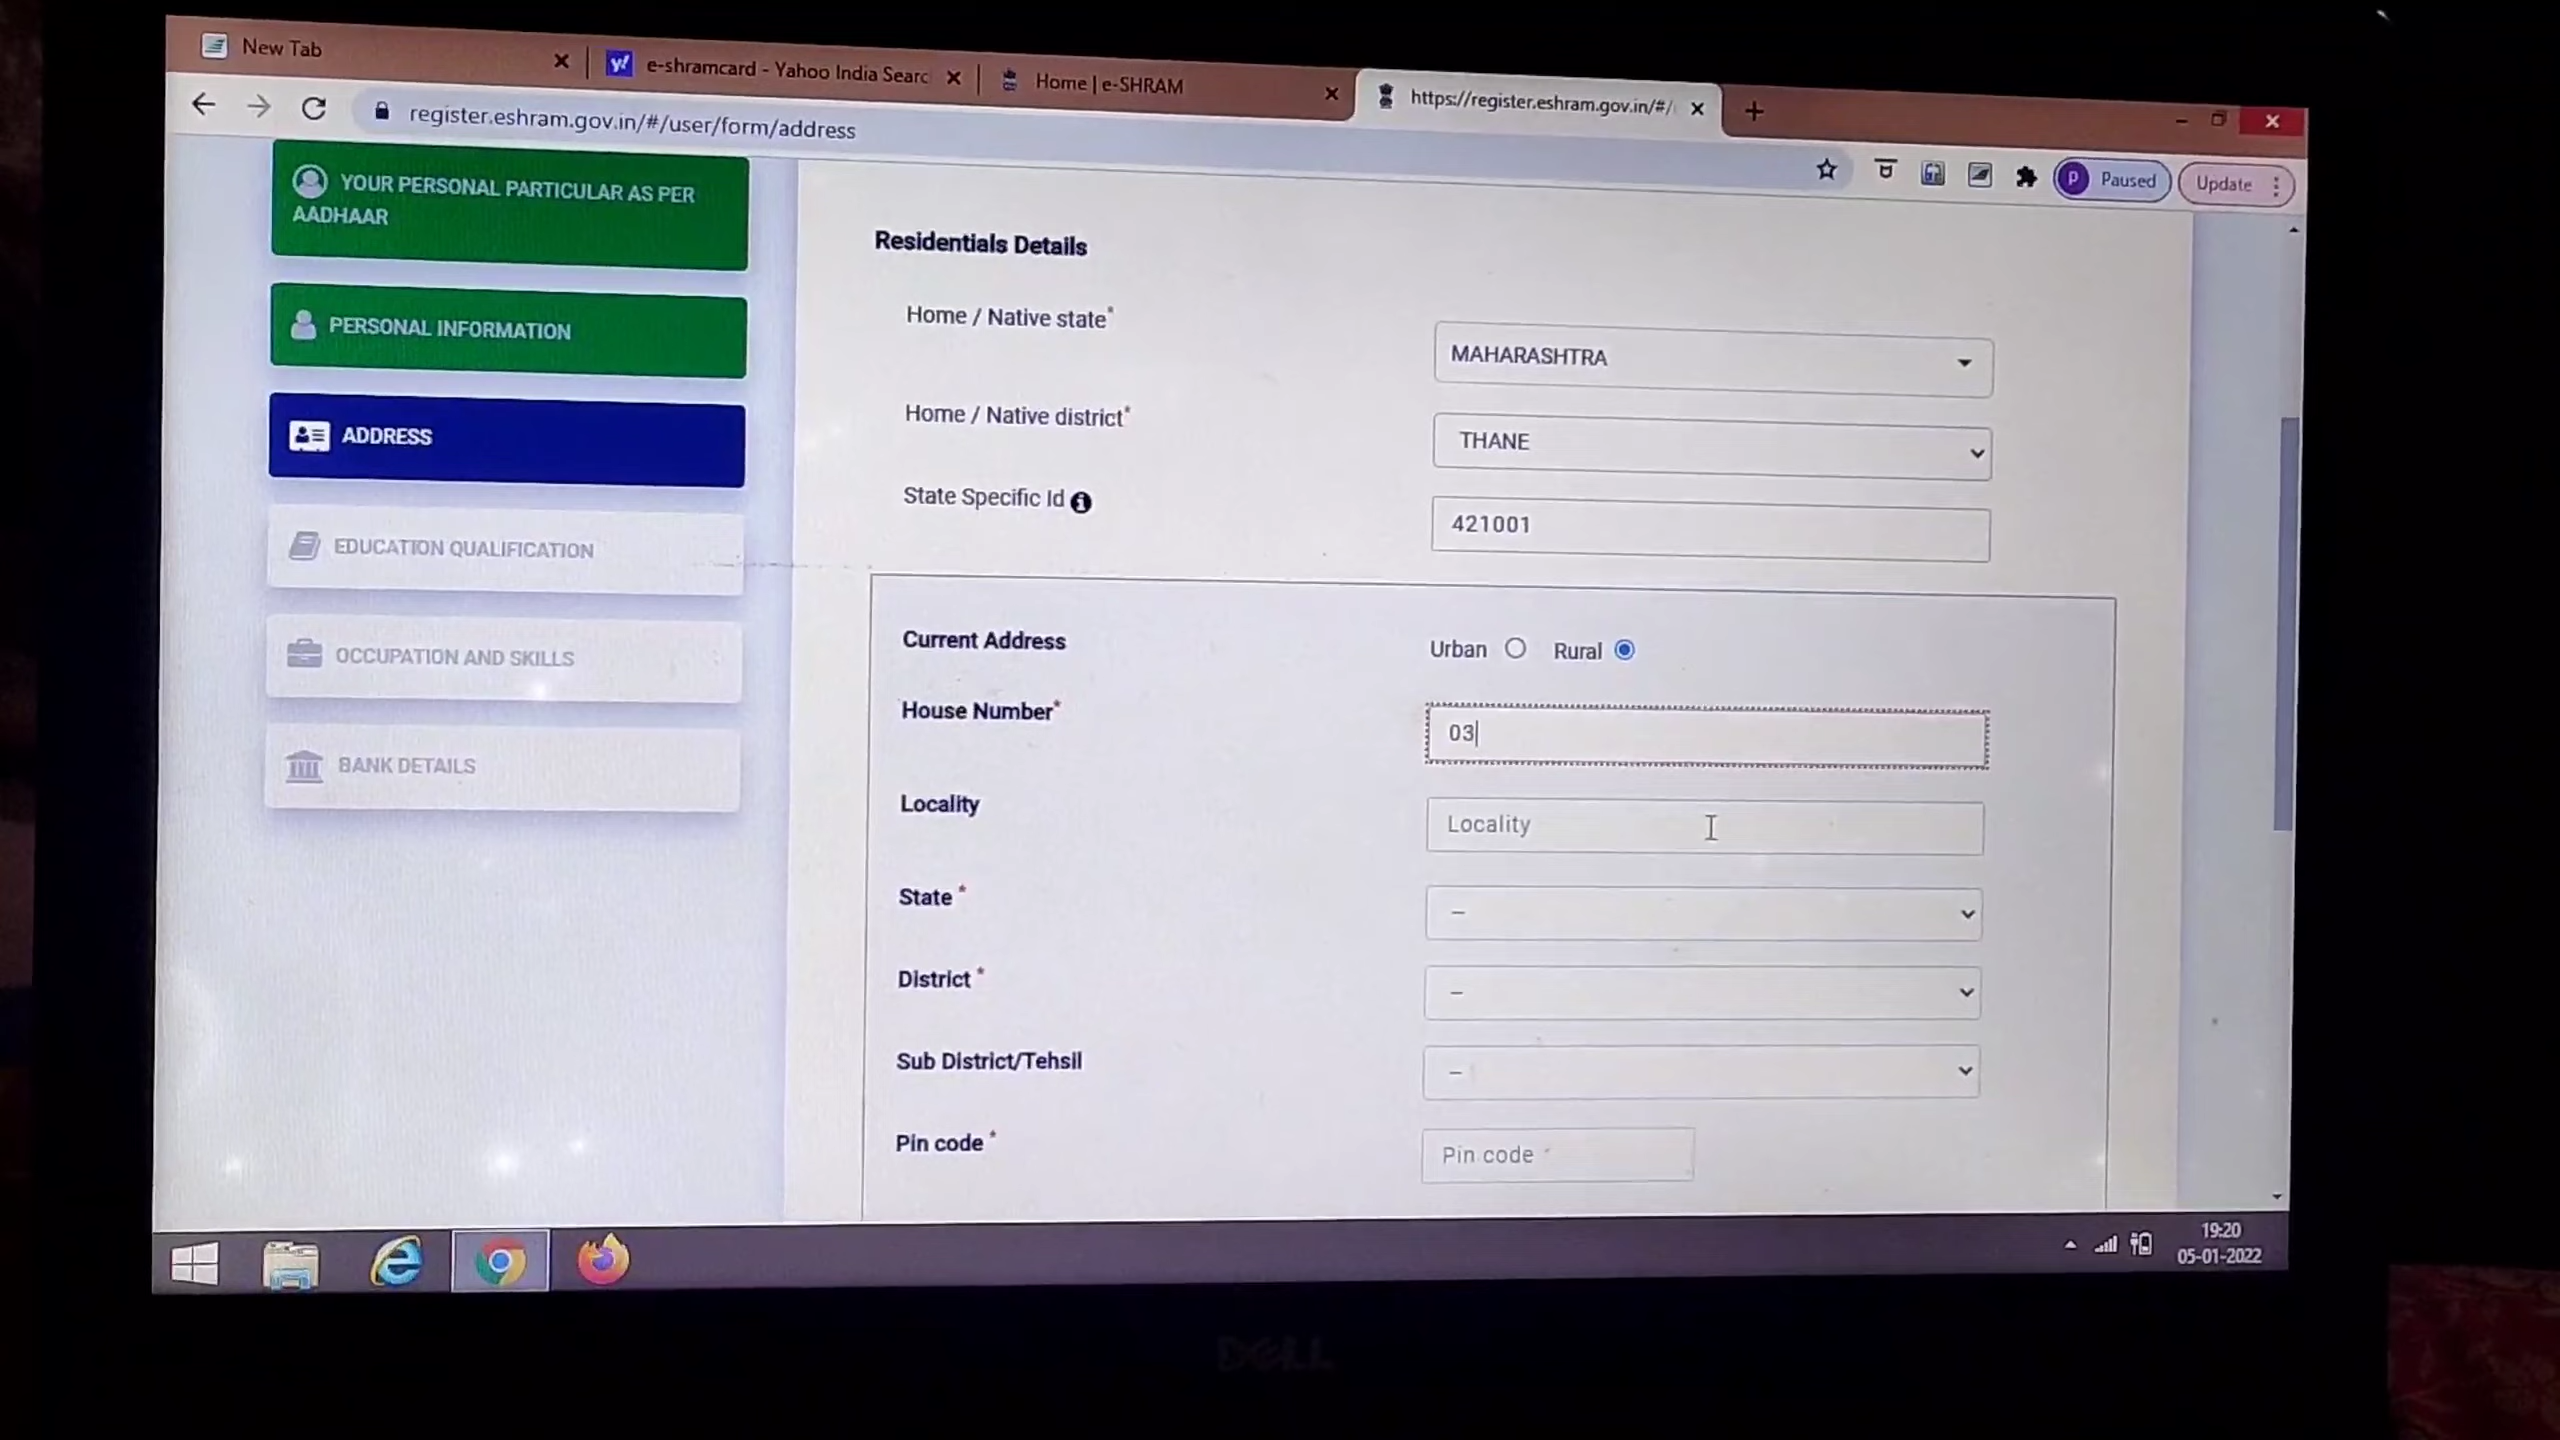 New Tab
e-shramcard - Yahoo India Searc
Home | e-SHRAM
https://register.eshram.gov.in/#/
register.eshram.gov.in/#/user/form/address
P Paused
Update
YOUR PERSONAL PARTICULAR AS PER
AADHAAR
PERSONAL INFORMATION
ADDRESS
EDUCATION QUALIFICATION
OCCUPATION AND SKILLS
BANK DETAILS
Residentials Details
Home / Native state*
MAHARASHTRA
Home / Native district*
THANE
State Specific Id
421001
Current Address
Urban Rural
House Number*
03
Locality
Locality
State *
–
District *
–
Sub District/Tehsil
–
Pin code *
Pin code *
19:20
05-01-2022
DELL